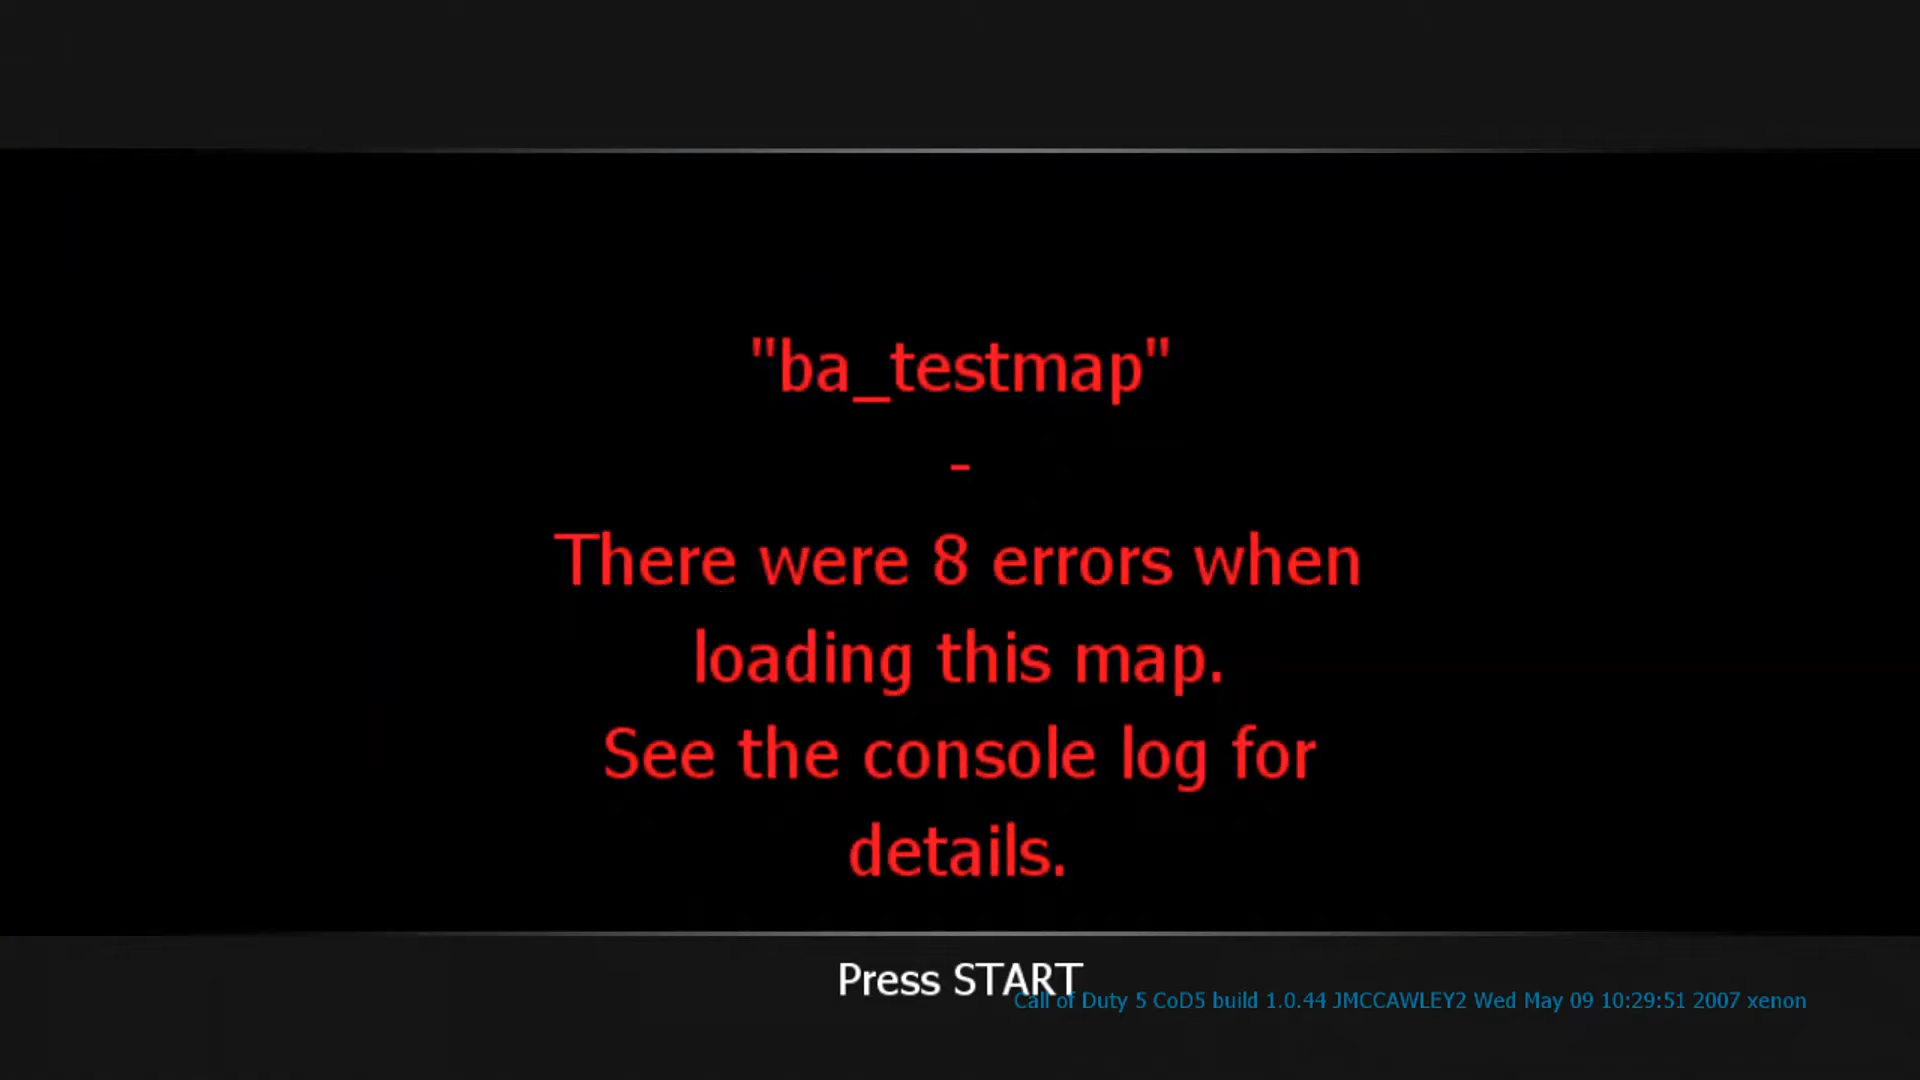 "ba_testmap"
-
There were 8 errors when
loading this map.
See the console log for
details.
Press START
Call of Duty 5 CoD5 build 1.0.44 JMCCAWLEY2 Wed May 09 10:29:51 2007 xenon